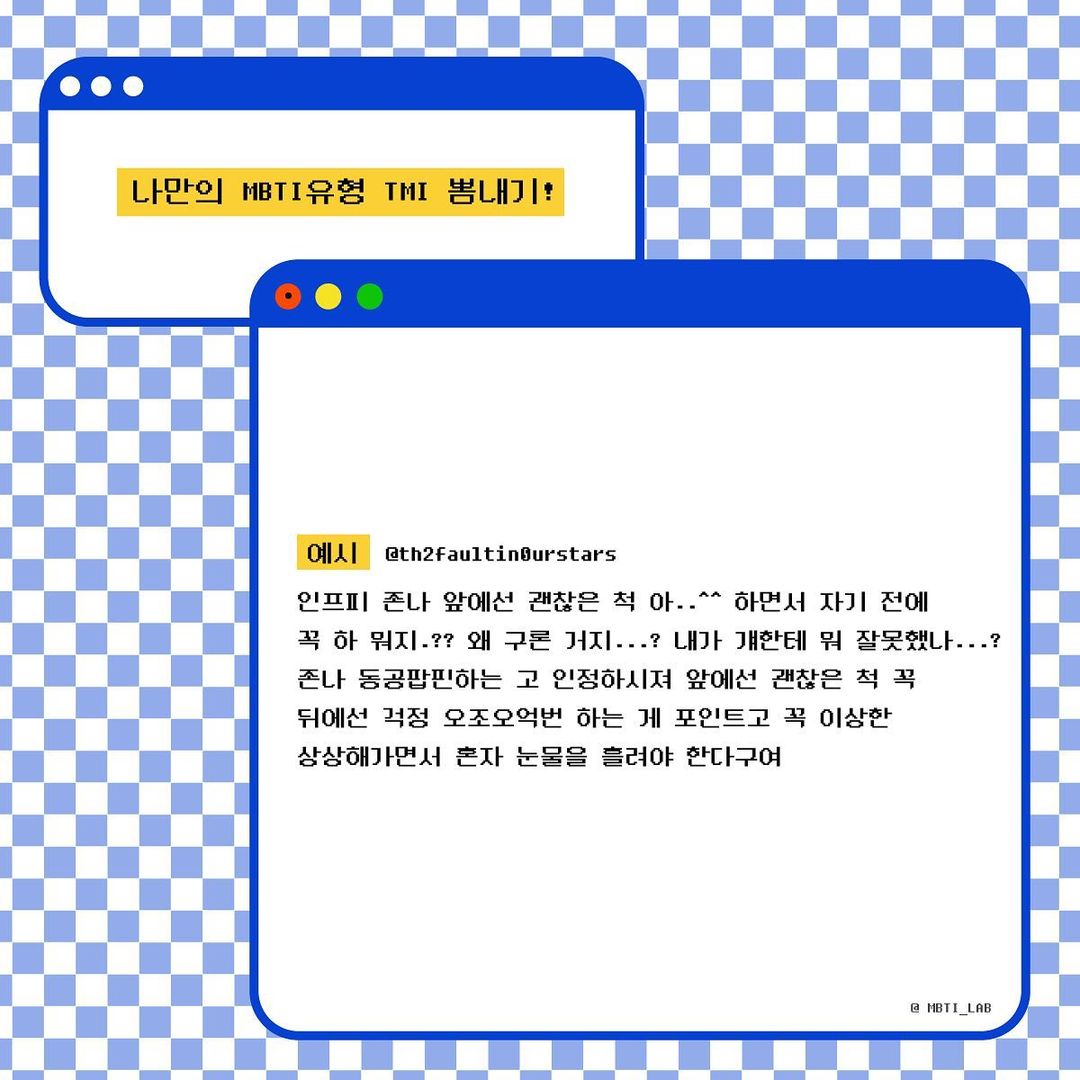 나만의 MBTI유형 TMI 뽐내기!
예시 @th2faultin0urstars
인프피 존나 앞에선 괜찮은 척 아..^^ 하면서 자기 전에
꼭 하 뭐지.?? 왜 구론 거지...? 내가 걔한테 뭐 잘못했나...?
존나 동공팝핀하는 고 인정하시져 앞에선 괜찮은 척 꼭
뒤에선 걱정 오조오억번 하는 게 포인트고 꼭 이상한
상상해가면서 혼자 눈물을 흘려야 한다구여
@ MBTI_LAB